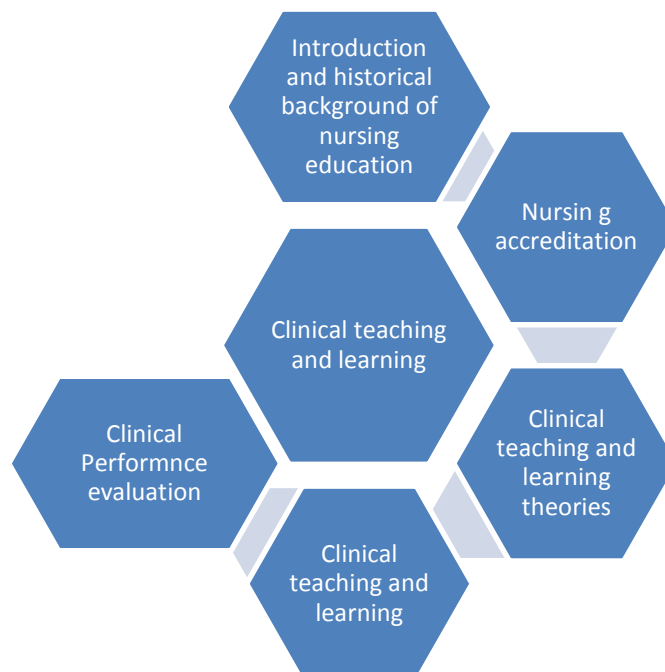 Introduction
and historical
background of
nursing
education
Nursin g
accreditation
Clinical teaching
and learning
Clinical
teaching and
learning
theories
Clinical
Performnce
evaluation
Clinical
teaching and
learning